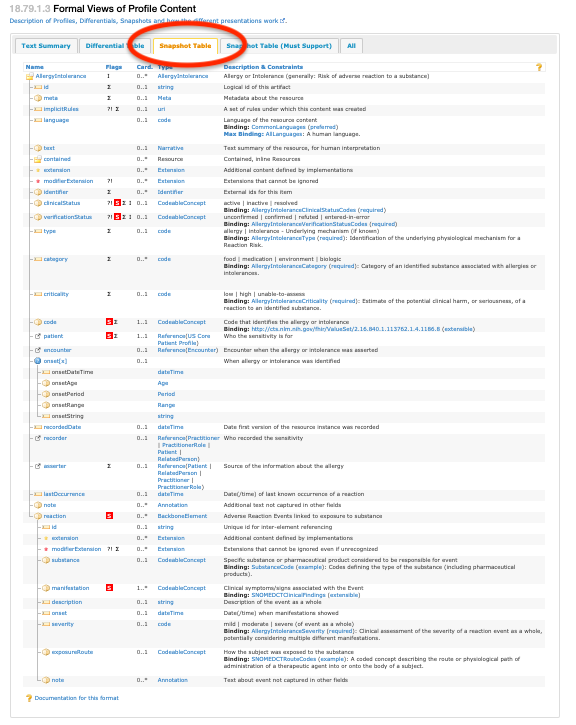 18.79.1.3 Formal Views of Profile Content
Description of Profiles, Differentials, Snapshots and how the different presentations work
Text Summary Differential Table Snapshot Table Snapshot Table (Must Support) All
Name Flags Card. Type Description & Constraints
AllergyIntolerance I 0..* AllergyIntolerance Allergy or Intolerance (generally: Risk of adverse reaction to a substance)
id Σ 0..1 string Logical id of this artifact
meta Σ 0..1 Meta Metadata about the resource
implicitRules ?! Σ 0..1 uri A set of rules under which this content was created
language 0..1 code Language of the resource content
Binding: CommonLanguages (preferred)
Max Binding: AllLanguages: A human language.
text 0..1 Narrative Text summary of the resource, for human interpretation
contained 0..* Resource Contained, inline Resources
extension 0..* Extension Additional content defined by implementations
modifierExtension ?! 0..* Extension Extensions that cannot be ignored
identifier Σ 0..* Identifier External ids for this item
clinicalStatus ?! S Σ I 0..1 CodeableConcept active | inactive | resolved
Binding: AllergyIntoleranceClinicalStatusCodes (required)
verificationStatus ?! S Σ I 0..1 CodeableConcept unconfirmed | confirmed | refuted | entered-in-error
Binding: AllergyIntoleranceVerificationStatusCodes (required)
type Σ 0..1 code allergy | intolerance - Underlying mechanism (if known)
Binding: AllergyIntoleranceType (required): Identification of the underlying physiological mechanism for a
Reaction Risk.
category Σ 0..* code food | medication | environment | biologic
Binding: AllergyIntoleranceCategory (required): Category of an identified substance associated with allergies or
intolerances.
criticality Σ 0..1 code low | high | unable-to-assess
Binding: AllergyIntoleranceCriticality (required): Estimate of the potential clinical harm, or seriousness, of a
reaction to an identified substance.
code S Σ 1..1 CodeableConcept Code that identifies the allergy or intolerance
Binding: http://cts.nlm.nih.gov/fhir/ValueSet/2.16.840.1.113762.1.4.1186.8 (extensible)
patient S Σ 1..1 Reference(US Core Who the sensitivity is for
Patient Profile)
encounter 0..1 Reference(Encounter) Encounter when the allergy or intolerance was asserted
onset[x] 0..1 When allergy or intolerance was identified
onsetDateTime dateTime
onsetAge Age
onsetPeriod Period
onsetRange Range
onsetString string
recordedDate 0..1 dateTime Date first version of the resource instance was recorded
recorder 0..1 Reference(Practitioner Who recorded the sensitivity
| PractitionerRole |
Patient |
RelatedPerson)
asserter Σ 0..1 Reference(Patient | Source of the information about the allergy
RelatedPerson |
Practitioner |
PractitionerRole)
lastOccurrence 0..1 dateTime Date(/time) of last known occurrence of a reaction
note 0..* Annotation Additional text not captured in other fields
reaction S 0..* BackboneElement Adverse Reaction Events linked to exposure to substance
id 0..1 string Unique id for inter-element referencing
extension 0..* Extension Additional content defined by implementations
modifierExtension ?! Σ 0..* Extension Extensions that cannot be ignored even if unrecognized
substance 0..1 CodeableConcept Specific substance or pharmaceutical product considered to be responsible for event
Binding: SubstanceCode (example): Codes defining the type of the substance (including pharmaceutical
products).
manifestation S 1..* CodeableConcept Clinical symptoms/signs associated with the Event
Binding: SNOMEDCTClinicalFindings (extensible)
description 0..1 string Description of the event as a whole
onset 0..1 dateTime Date(/time) when manifestations showed
severity 0..1 code mild | moderate | severe (of event as a whole)
Binding: AllergyIntoleranceSeverity (required): Clinical assessment of the severity of a reaction event as a whole,
potentially considering multiple different manifestations.
exposureRoute 0..1 CodeableConcept How the subject was exposed to the substance
Binding: SNOMEDCTRouteCodes (example): A coded concept describing the route or physiological path of
administration of a therapeutic agent into or onto the body of a subject.
note 0..* Annotation Text about event not captured in other fields
Documentation for this format